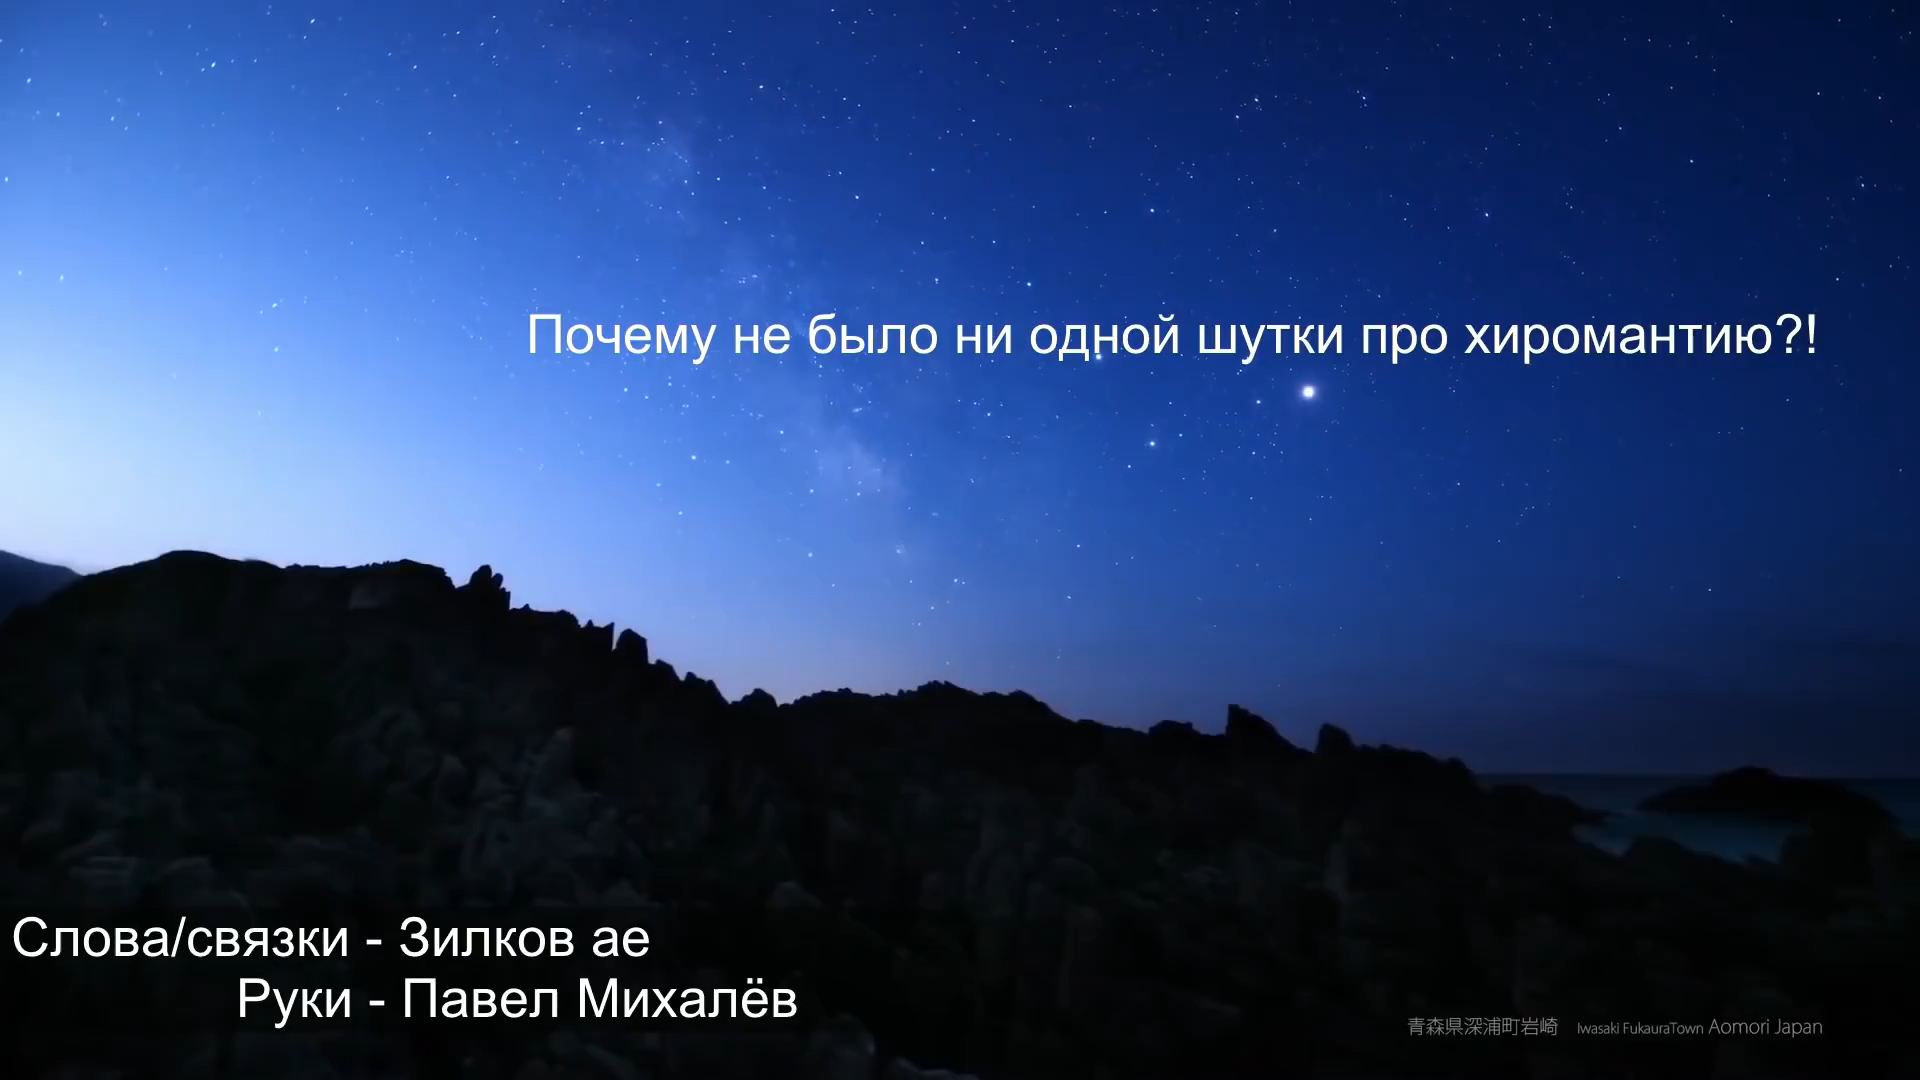 Почему не было ни одной шутки про хиромантию?!
Слова/связки - Зилков ае
Руки - Павел Михалёв
青森県深浦町岩崎 Iwasaki FukauraTown Aomori Japan